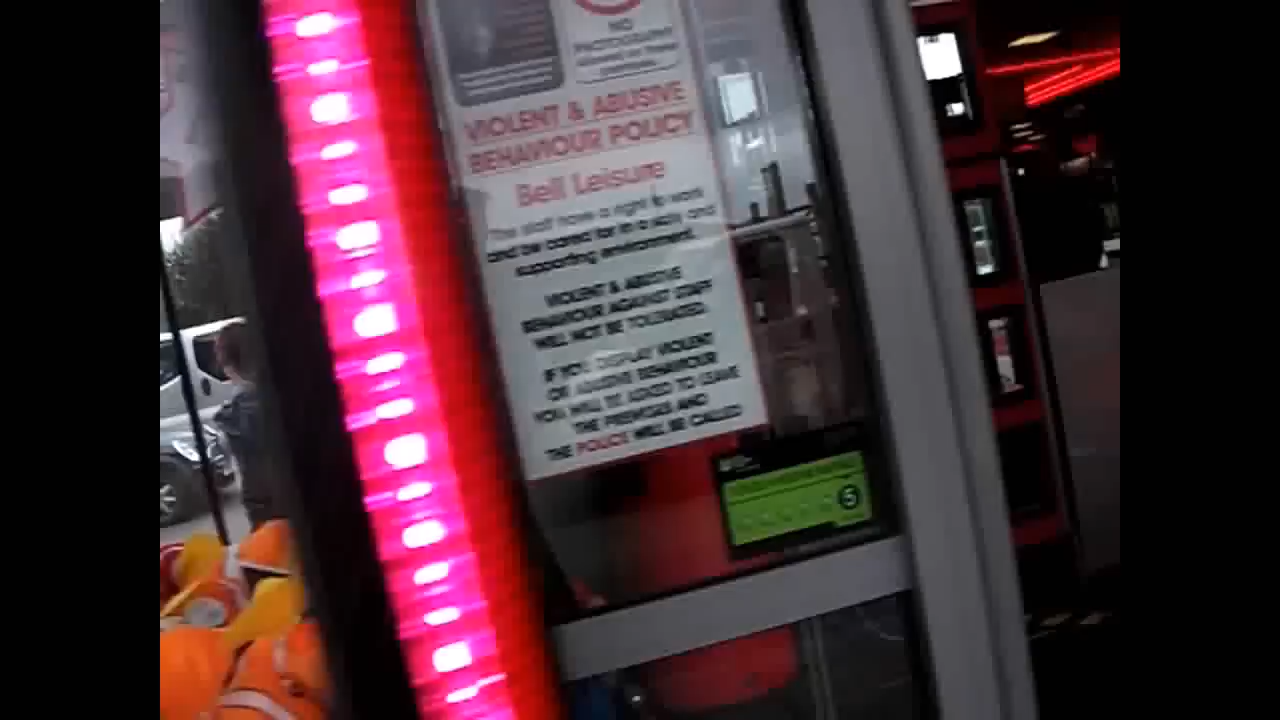 NO
PHOTOGRAPHY
VIOLENT & ABUSIVE
BEHAVIOUR POLICY
Bell Leisure
The staff have a right to work
and be cared for in a safe and
supporting environment.
VIOLENT & ABUSIVE
BEHAVIOUR AGAINST STAFF
WILL NOT BE TOLERATED.
IF YOU DISPLAY VIOLENT
OR ABUSIVE BEHAVIOUR
YOU WILL BE ASKED TO LEAVE
THE PREMISES AND
THE POLICE WILL BE CALLED
5